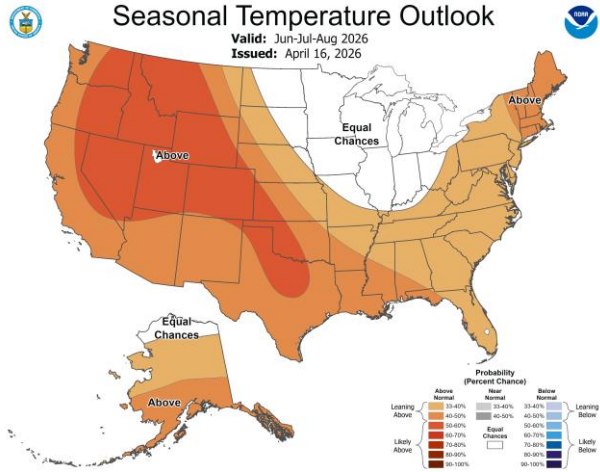 Seasonal Temperature Outlook
Valid: Jun-Jul-Aug 2026
Issued: April 16, 2026
NOAA
Above
Equal
Chances
Above
Equal
Chances
Above
Probability
(Percent Chance)
Above
Normal
Near
Normal
Below
Normal
Leaning
Above
33-40%
40-50%
33-40%
40-50%
33-40%
40-50%
Leaning
Below
Likely
Above
50-60%
60-70%
70-80%
80-90%
90-100%
Equal
Chances
50-60%
60-70%
70-80%
80-90%
90-100%
Likely
Below